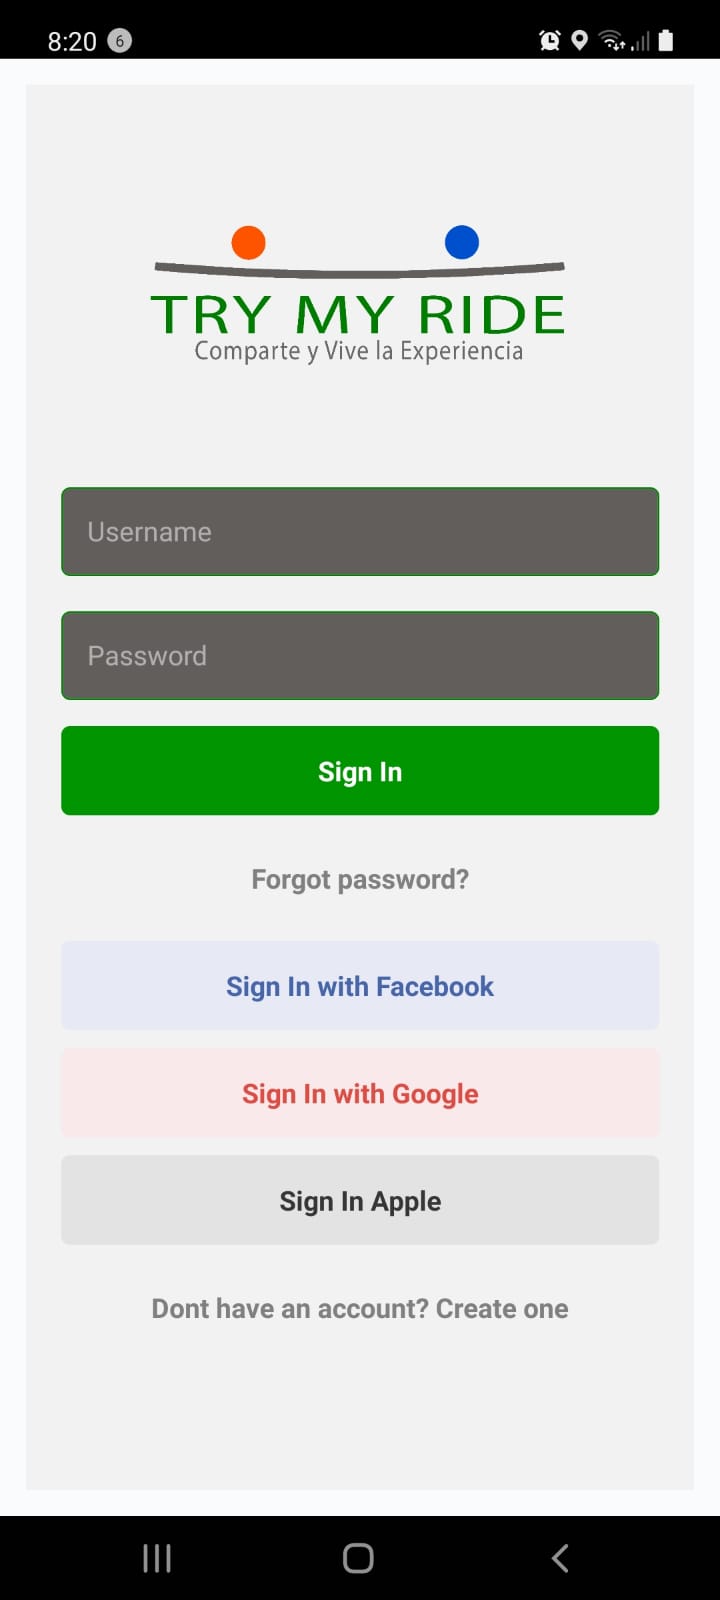 8:20 6
TRY MY RIDE
Comparte y Vive la Experiencia
Username
Password
Sign In
Forgot password?
Sign In with Facebook
Sign In with Google
Sign In Apple
Dont have an account? Create one